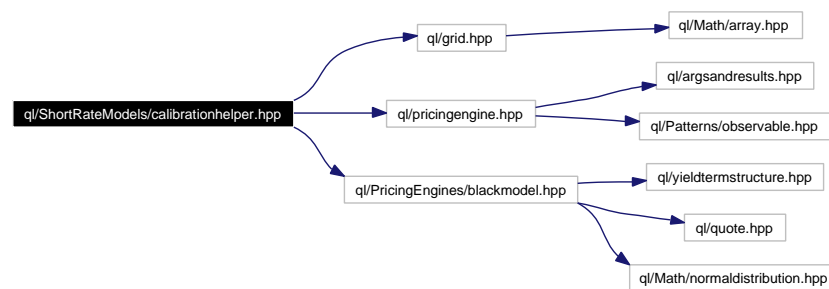 ql/ShortRateModels/calibrationhelper.hpp
ql/grid.hpp
ql/pricingengine.hpp
ql/PricingEngines/blackmodel.hpp
ql/Math/array.hpp
ql/argsandresults.hpp
ql/Patterns/observable.hpp
ql/yieldtermstructure.hpp
ql/quote.hpp
ql/Math/normaldistribution.hpp